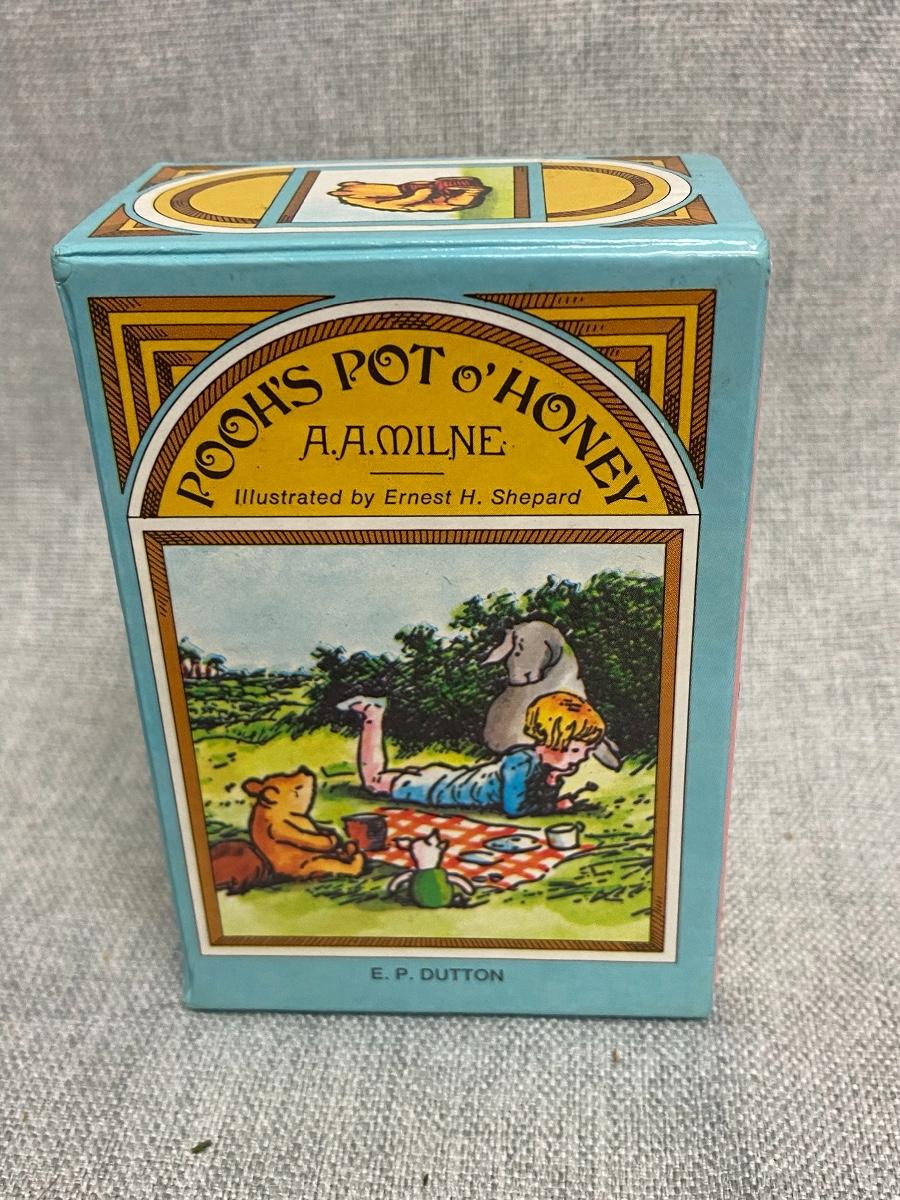 POOH'S POT O' HONEY
A.A.MILNE
Illustrated by Ernest H. Shepard
E. P. DUTTON